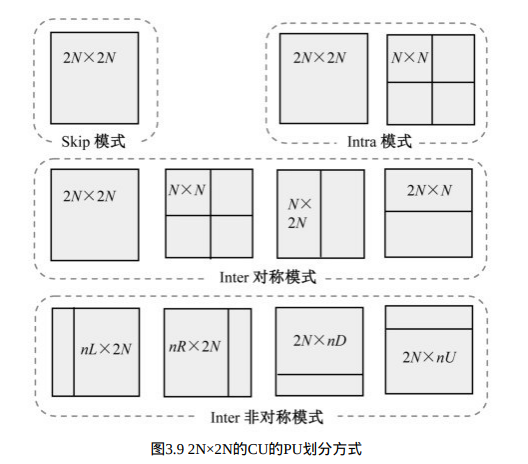 2N×2N
Skip 模式
2N×2N
N×N
Intra 模式
2N×2N
N×N
N×
2N
2N×N
Inter 对称模式
nL×2N
nR×2N
2N×nD
2N×nU
Inter 非对称模式
图3.9 2N×2N的CU的PU划分方式